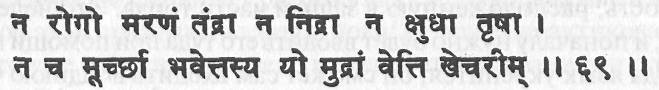 न रोगो मरणं तंद्रा न निद्रा न क्षुधा तृषा ।
न च मूर्च्छा भवेत्तस्य यो मुद्रां वेत्ति खेचरीम् ।। ६९ ।।